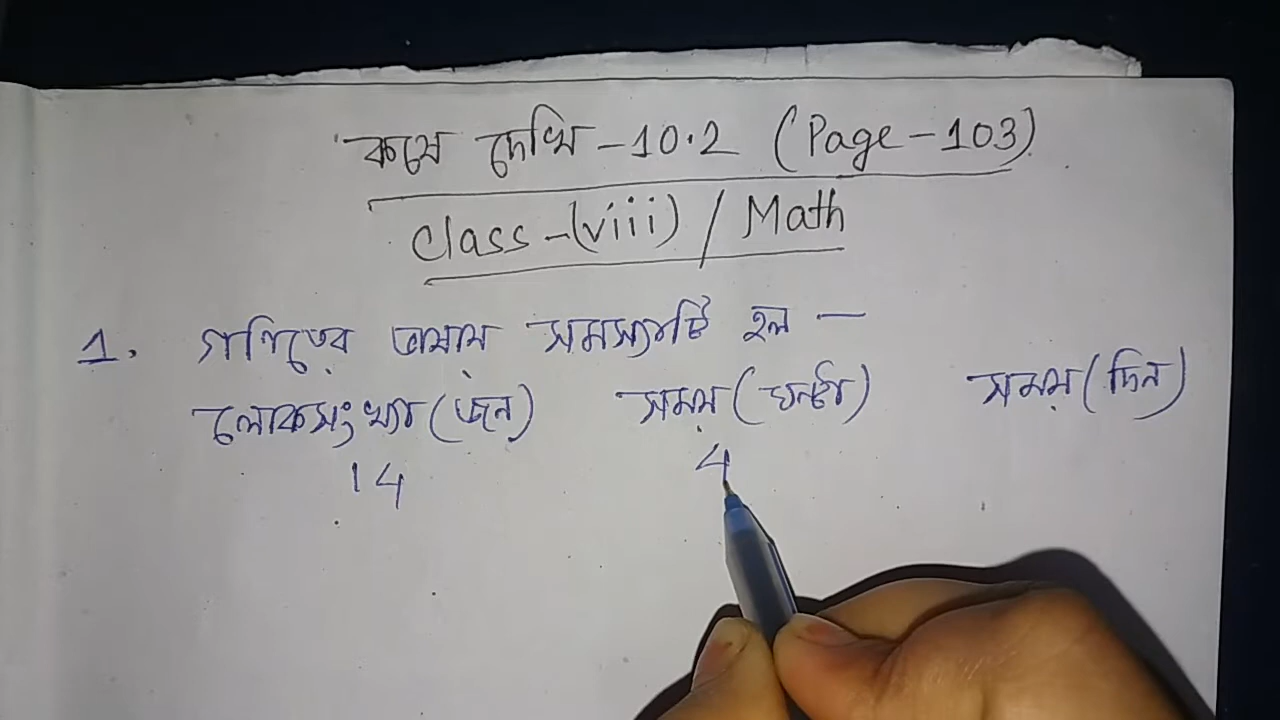 কষে দেখি - 10.2 (Page - 103)
Class - (viii) / Math
1. গণিতের ভাষায় সমস্যাটি হল —
লোকসংখ্যা (জন) সময় (ঘন্টা) সময় (দিন)
14 4